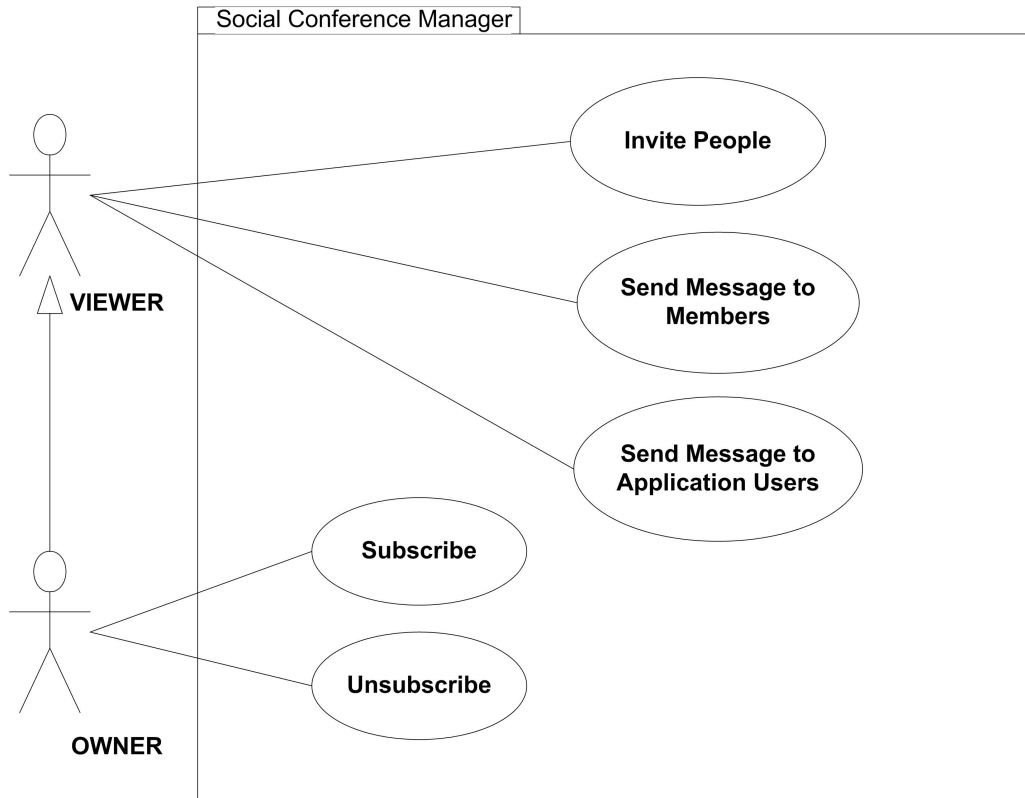 Social Conference Manager
Invite People
Send Message to
Members
VIEWER
Send Message to
Application Users
Subscribe
Unsubscribe
OWNER